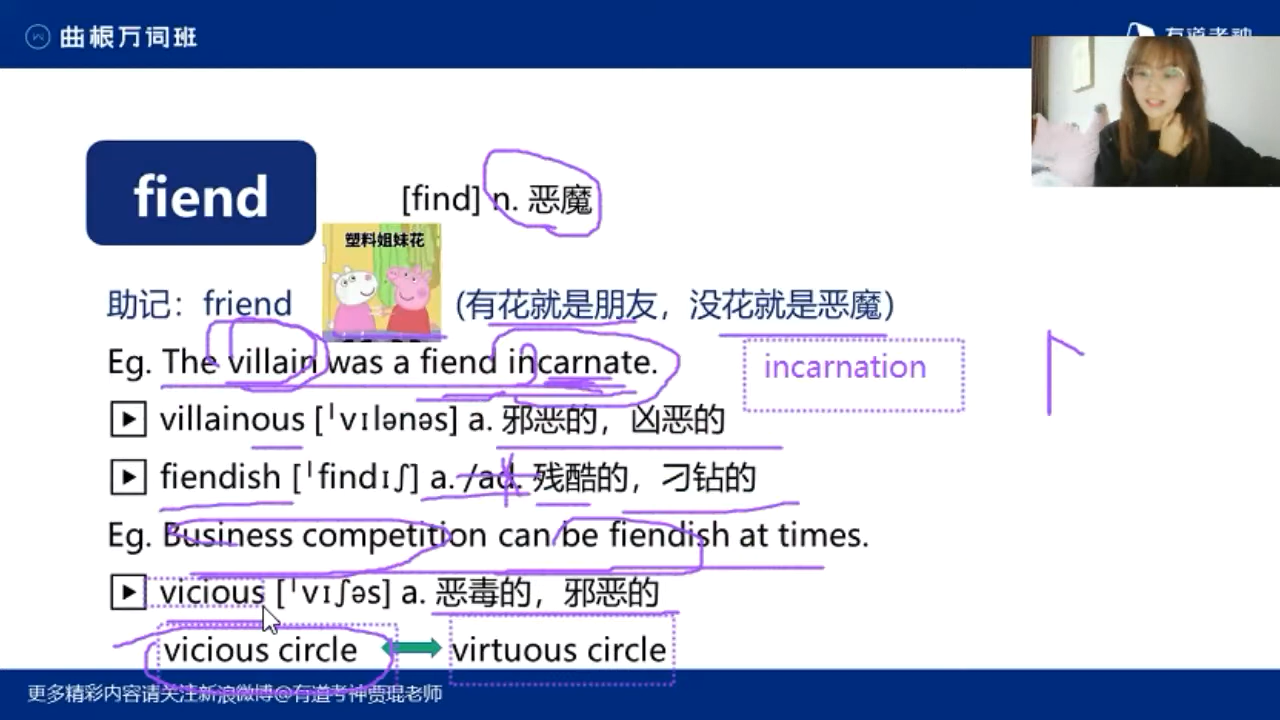 曲根万词班
有道考神
fiend
[find] n. 恶魔
塑料姐妹花
助记：friend
(有花就是朋友，没花就是恶魔)
Eg. The villain was a fiend incarnate.
incarnation
villainous [ˈvɪlənəs] a. 邪恶的，凶恶的
fiendish [ˈfindɪʃ] a. /ad. 残酷的，刁钻的
Eg. Business competition can be fiendish at times.
vicious [ˈvɪʃəs] a. 恶毒的，邪恶的
vicious circle
virtuous circle
更多精彩内容请关注新浪微博@有道考神贾琨老师